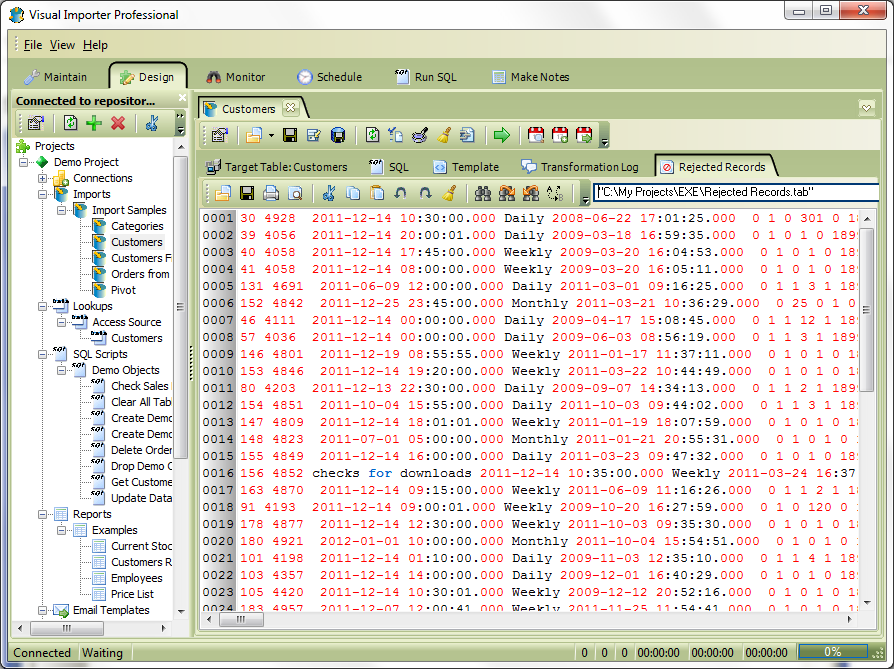 Visual Importer Professional
File View Help
Maintain Design Monitor Schedule Run SQL Make Notes
Connected to repositor...
Projects
Demo Project
Connections
Imports
Import Samples
Categories
Customers
Customers F
Orders from
Pivot
Lookups
Access Source
Customers
SQL Scripts
Demo Objects
Check Sales
Clear All Tab
Create Demo
Create Demo
Delete Order
Drop Demo O
Get Custome
Update Data
Reports
Examples
Current Stoc
Customers R
Employees
Price List
Email Templates
Customers
Target Table:Customers SQL Template Transformation Log Rejected Records
"C:\My Projects\EXE\Rejected Records.tab"
0001 30 4928 2011-12-14 10:30:00.000 Daily 2008-06-22 17:01:25.000 0 1 0 301 0 18
0002 39 4056 2011-12-14 20:00:01.000 Daily 2009-03-18 16:59:35.000 0 1 0 1 0 189
0003 40 4058 2011-12-14 17:45:00.000 Weekly 2009-03-20 16:04:53.000 0 1 0 1 0 18
0004 41 4058 2011-12-14 08:00:00.000 Weekly 2009-03-20 16:05:11.000 0 1 0 1 0 18
0005 131 4691 2011-06-09 12:00:00.000 Daily 2011-03-01 09:16:25.000 0 1 1 3 1 18
0006 152 4842 2011-12-25 23:45:00.000 Monthly 2011-03-21 10:36:29.000 0 25 0 1 0
0007 46 4111 2011-12-14 00:00:00.000 Daily 2009-04-17 15:08:45.000 0 1 1 12 1 18
0008 57 4036 2011-12-14 00:00:00.000 Daily 2009-06-03 08:56:19.000 0 1 1 3 1 189
0009 146 4801 2011-12-19 08:55:55.000 Weekly 2011-01-17 11:37:11.000 0 1 0 1 0 1
0010 153 4846 2011-12-14 19:20:00.000 Weekly 2011-03-22 10:44:49.000 0 1 0 1 0 1
0011 80 4203 2011-12-13 22:30:00.000 Daily 2009-09-07 14:34:13.000 0 1 1 2 1 189
0012 154 4851 2011-10-04 15:55:00.000 Daily 2011-10-03 09:44:02.000 0 1 1 3 1 18
0013 147 4809 2011-12-14 18:01:01.000 Weekly 2011-01-19 18:07:59.000 0 1 0 1 0 1
0014 148 4823 2011-07-01 05:00:00.000 Monthly 2011-01-21 20:55:31.000 0 1 0 1 0
0015 155 4849 2011-12-14 16:00:00.000 Daily 2011-03-23 09:47:32.000 0 1 0 1 0 18
0016 156 4852 checks for downloads 2011-12-14 10:35:00.000 Weekly 2011-03-24 16:37
0017 163 4870 2011-12-14 09:15:00.000 Weekly 2011-06-09 11:16:26.000 0 1 1 2 1 1
0018 91 4193 2011-12-14 09:00:01.000 Weekly 2009-10-20 16:27:59.000 0 1 0 120 0
0019 178 4877 2011-12-14 12:30:00.000 Weekly 2011-10-03 09:35:30.000 0 1 0 1 0 1
0020 180 4921 2012-01-01 10:00:00.000 Monthly 2011-10-04 15:54:51.000 0 1 0 1 0
0021 101 4198 2011-12-14 01:10:00.000 Daily 2009-11-03 12:35:10.000 0 1 1 4 1 18
0022 103 4357 2011-12-14 14:00:00.000 Daily 2009-12-01 16:40:29.000 0 1 0 1 0 18
0023 105 4420 2011-12-14 10:30:01.000 Weekly 2009-12-12 20:52:16.000 0 1 0 1 0 1
0024 183 4957 2011-12-07 12:00:41.000 Weekly 2011-11-25 11:54:41.000 0 1 0 1 0 1
Connected Waiting 0 0 0 00:00:00 00:00:00 00:00:00 0%